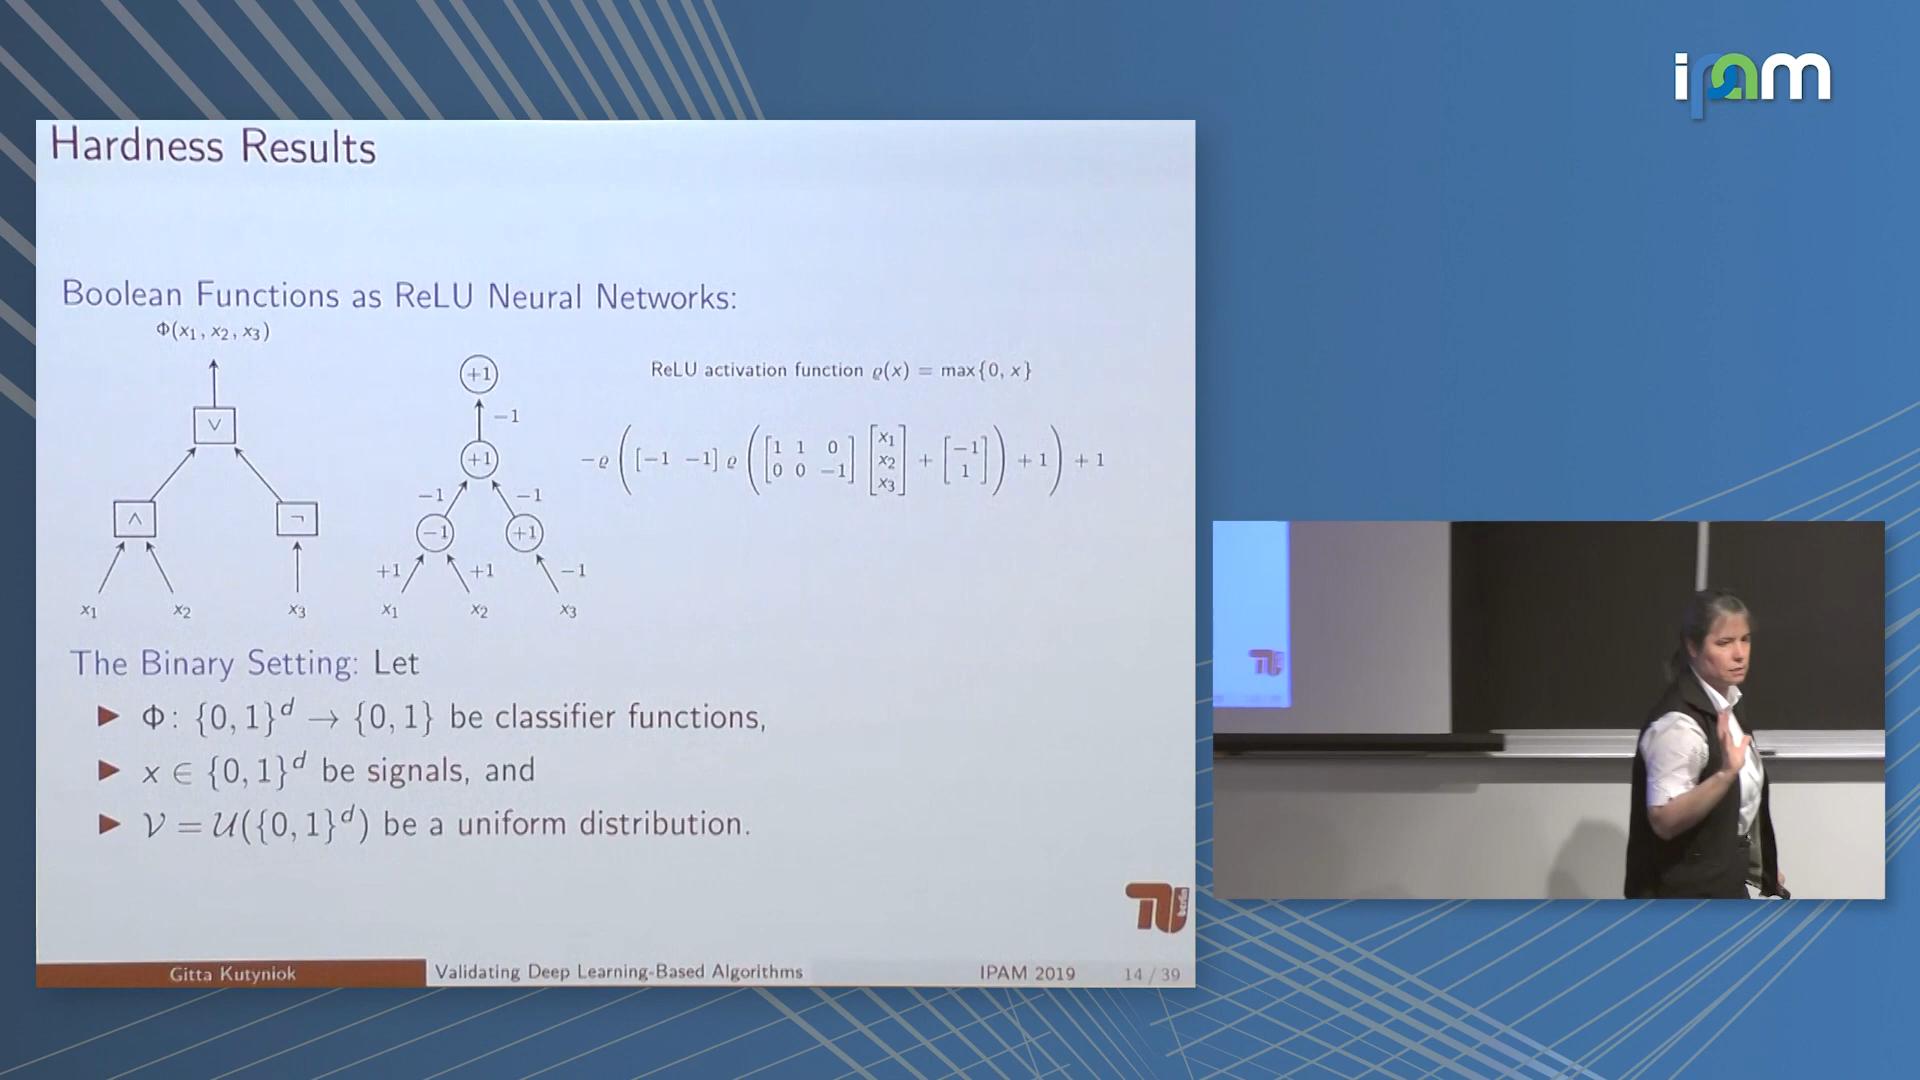 ipam
Hardness Results
Boolean Functions as ReLU Neural Networks:
Φ(x₁, x₂, x₃)
∨
∧
¬
x₁
x₂
x₃
+1
−1
+1
−1
−1
−1
+1
+1
+1
−1
x₁
x₂
x₃
ReLU activation function ϱ(x) = max{0, x}
−ϱ([−1 −1] ϱ([1 1 0; 0 0 −1] [x₁; x₂; x₃] + [−1; 1]) + 1) + 1
The Binary Setting: Let
▶ Φ: {0, 1}ᵈ → {0, 1} be classifier functions,
▶ x ∈ {0, 1}ᵈ be signals, and
▶ 𝒱 = 𝒰({0, 1}ᵈ) be a uniform distribution.
TU berlin
Gitta Kutyniok
Validating Deep Learning-Based Algorithms
IPAM 2019
14 / 39
TU